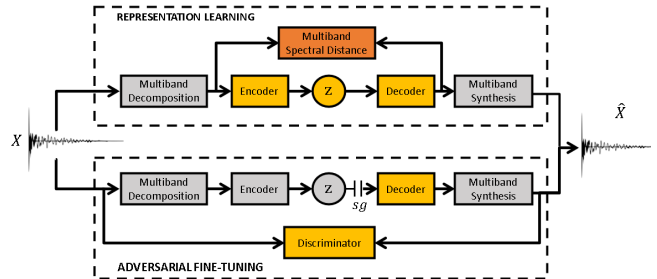 REPRESENTATION LEARNING
Multiband
Spectral Distance
Multiband
Decomposition
Encoder
Z
Decoder
Multiband
Synthesis
X
X̂
Multiband
Decomposition
Encoder
Z
sg
Decoder
Multiband
Synthesis
Discriminator
ADVERSARIAL FINE-TUNING